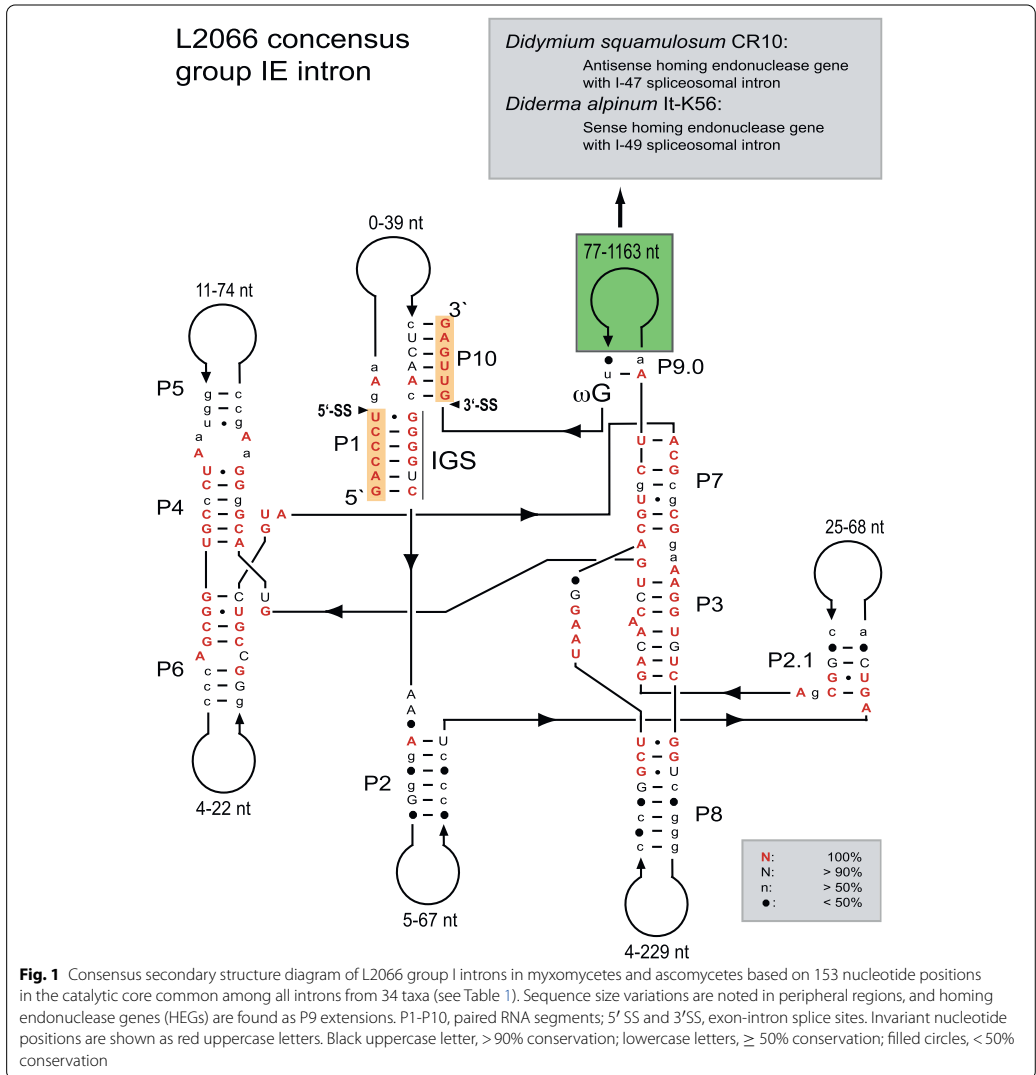 L2066 concensus
group IE intron
Didymium squamulosum CR10:
Antisense homing endonuclease gene
with I-47 spliceosomal intron
Diderma alpinum It-K56:
Sense homing endonuclease gene
with I-49 spliceosomal intron
0-39 nt
77-1163 nt
11-74 nt
3`
c G
U A
C G
A U
A U
c G
P10
a
A
g
5‘-SS
3‘-SS
U • G
C G
C G
C G
A U
G C
P1
IGS
5`
a
u A
P9.0
ωG
P5
g c
g c
u g
a A
A a
U G
C G
c g
C G
G C
U A
P4
U A
G
G C U
G U G
C G
G C
A C
c G
c G
c g
P6
4-22 nt
U A
C C
g G
U c
G g
C C
A G
G g
a
A
P7
U A
C G
C G
A
A U
C G
A U
G C
P3
G
G
A
A
U
25-68 nt
c a
G C
G U
A g C G
A
P2.1
A
A
A U
g c
g c
G c
P2
5-67 nt
U G
C G
G U
G c
c g
g
c g
P8
4-229 nt
N: 100%
N: > 90%
n: > 50%
●: < 50%
Fig. 1 Consensus secondary structure diagram of L2066 group I introns in myxomycetes and ascomycetes based on 153 nucleotide positions
in the catalytic core common among all introns from 34 taxa (see Table 1). Sequence size variations are noted in peripheral regions, and homing
endonuclease genes (HEGs) are found as P9 extensions. P1-P10, paired RNA segments; 5′ SS and 3′SS, exon-intron splice sites. Invariant nucleotide
positions are shown as red uppercase letters. Black uppercase letter, > 90% conservation; lowercase letters, ≥ 50% conservation; filled circles, < 50%
conservation